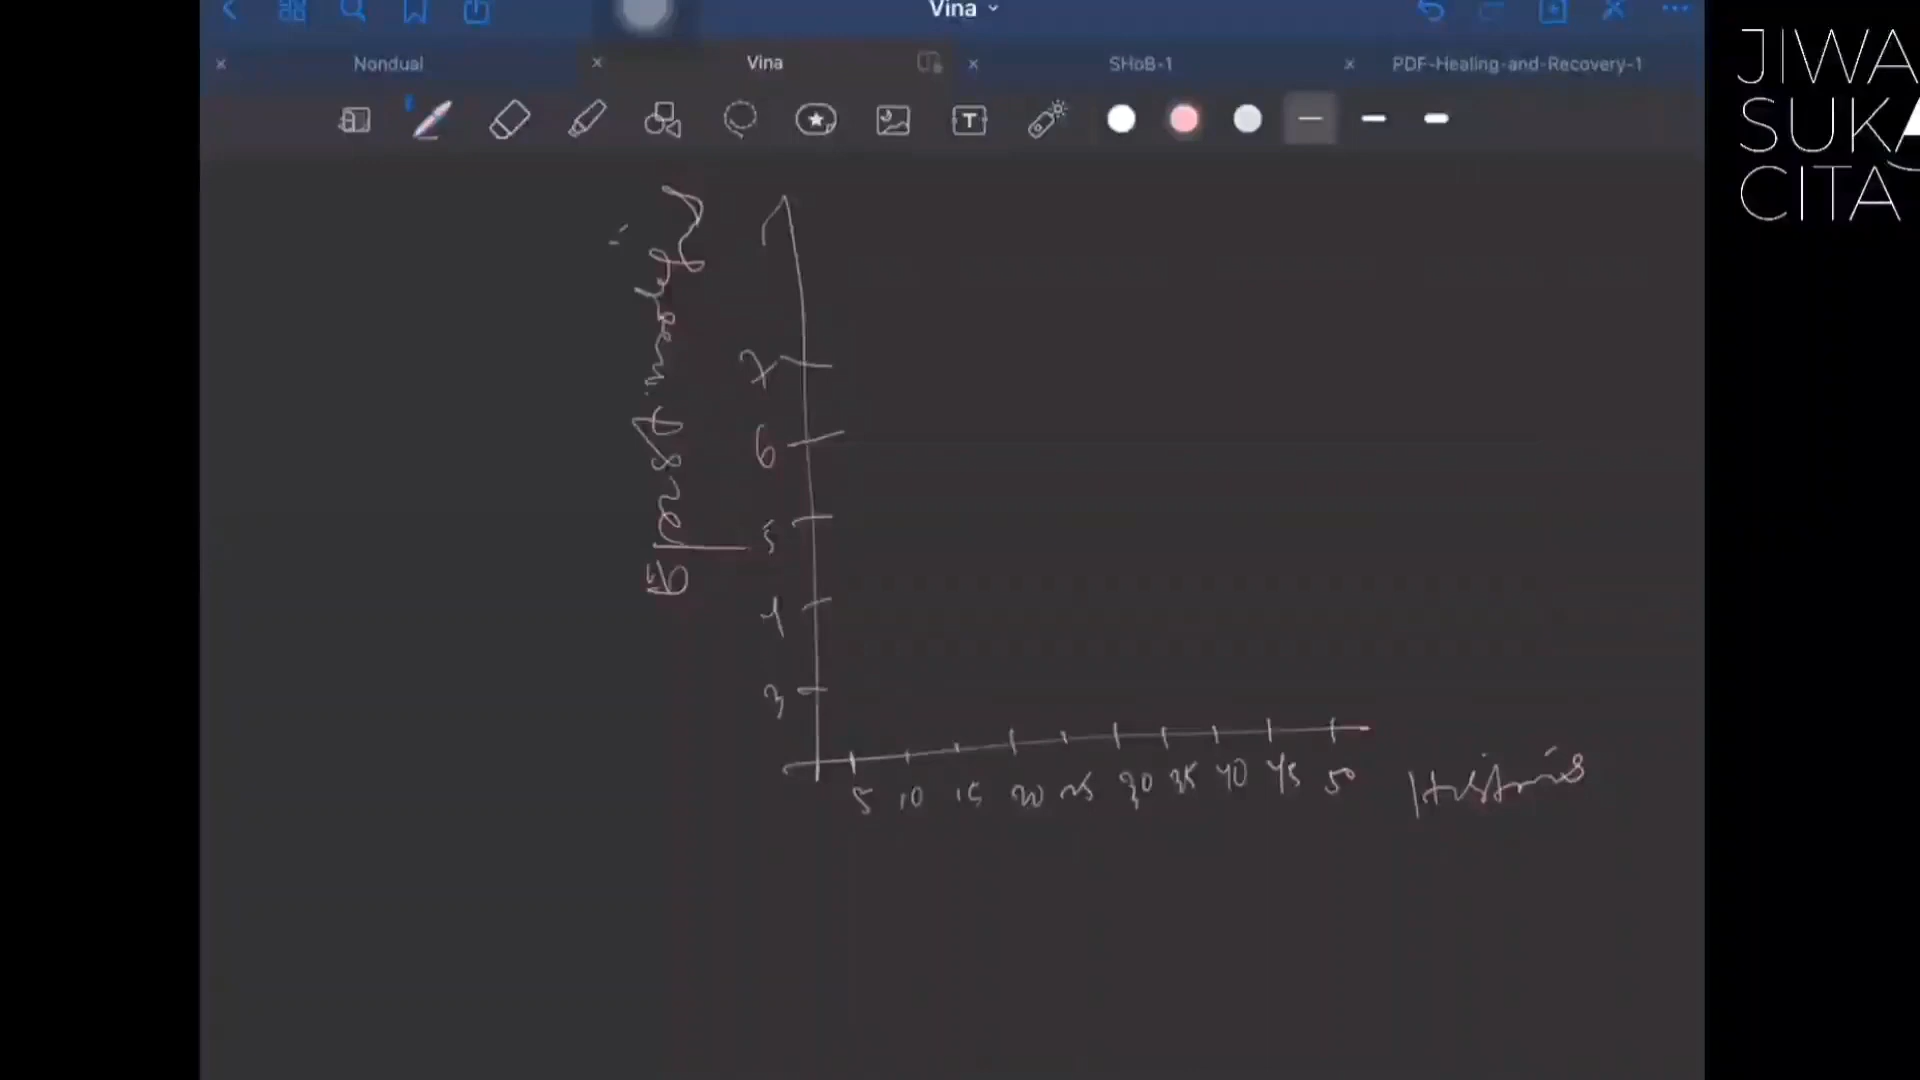 Vina
Nondual
Vina
SHoB-1
PDF-Healing-and-Recovery-1
T
JIWA
SUKA
CITA
7
6
5
4
3
5 10 15 20 25 30 35 40 45 50